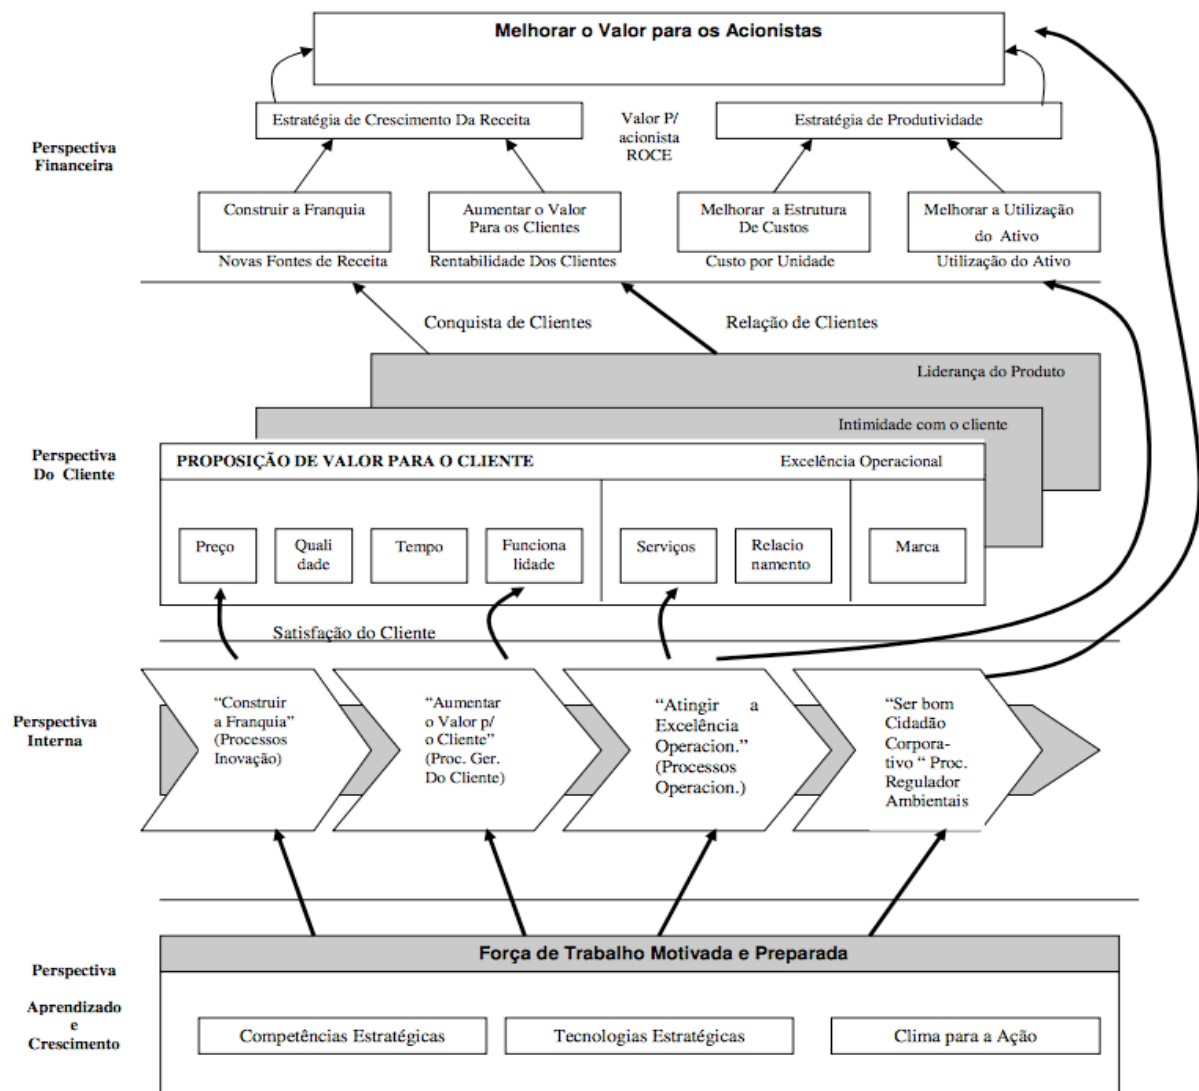 Melhorar o Valor para os Acionistas
Estratégia de Crescimento Da Receita
Valor P/
acionista
ROCE
Estratégia de Produtividade
Perspectiva
Financeira
Construir a Franquia
Aumentar o Valor
Para os Clientes
Melhorar a Estrutura
De Custos
Melhorar a Utilização
do Ativo
Novas Fontes de Receita
Rentabilidade Dos Clientes
Custo por Unidade
Utilização do Ativo
Conquista de Clientes
Relação de Clientes
Liderança do Produto
Intimidade com o cliente
Perspectiva
Do Cliente
PROPOSIÇÃO DE VALOR PARA O CLIENTE
Excelência Operacional
Preço
Quali
dade
Tempo
Funciona
lidade
Serviços
Relacio
namento
Marca
Satisfação do Cliente
Perspectiva
Interna
“Construir
a Franquia”
(Processos
Inovação)
“Aumentar
o Valor p/
o Cliente”
(Proc. Ger.
Do Cliente)
“Atingir a
Excelência
Operacion.”
(Processos
Operacion.)
“Ser bom
Cidadão
Corpora-
tivo “ Proc.
Regulador
Ambientais
Força de Trabalho Motivada e Preparada
Perspectiva
Aprendizado
e
Crescimento
Competências Estratégicas
Tecnologias Estratégicas
Clima para a Ação